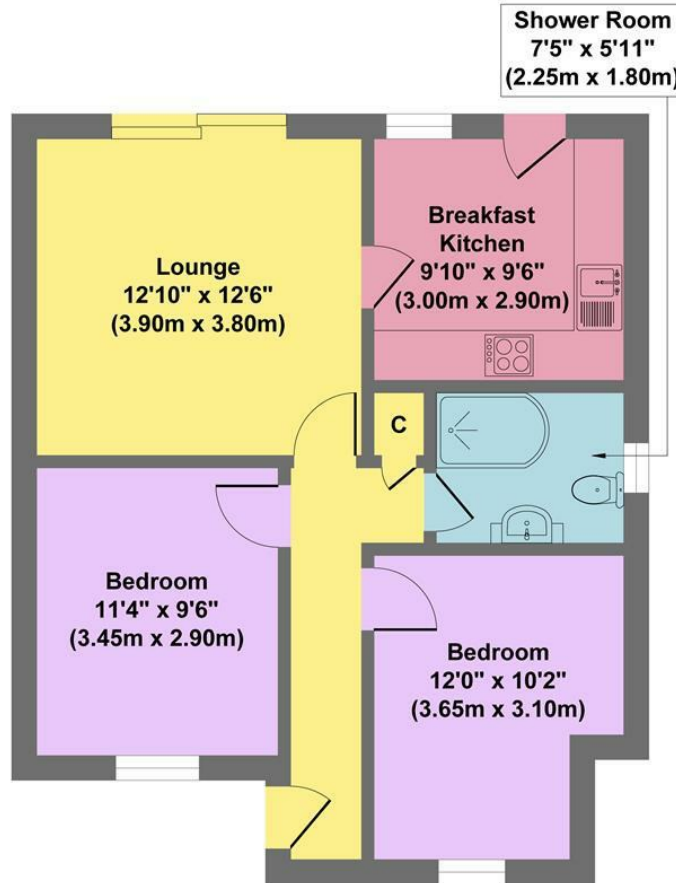 Shower Room
7'5" x 5'11"
(2.25m x 1.80m)
Breakfast
Kitchen
9'10" x 9'6"
(3.00m x 2.90m)
Lounge
12'10" x 12'6"
(3.90m x 3.80m)
C
Bedroom
11'4" x 9'6"
(3.45m x 2.90m)
Bedroom
12'0" x 10'2"
(3.65m x 3.10m)